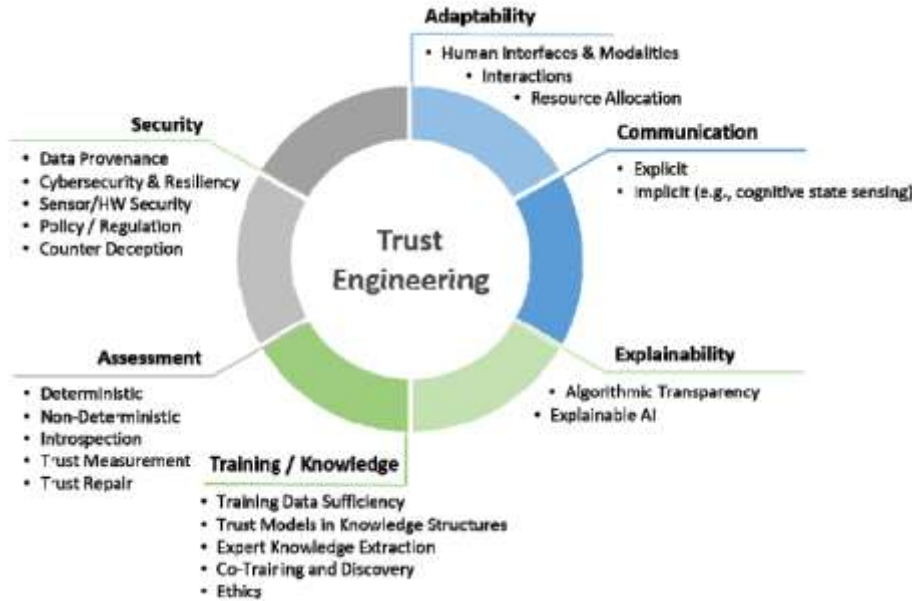 Adaptability
• Human Interfaces & Modalities
• Interactions
• Resource Allocation
Communication
• Explicit
• Implicit (e.g., cognitive state sensing)
Explainability
• Algorithmic Transparency
• Explainable AI
Training / Knowledge
• Training Data Sufficiency
• Trust Models in Knowledge Structures
• Expert Knowledge Extraction
• Co-Training and Discovery
• Ethics
Assessment
• Deterministic
• Non-Deterministic
• Introspection
• Trust Measurement
• Trust Repair
Security
• Data Provenance
• Cybersecurity & Resiliency
• Sensor/HW Security
• Policy / Regulation
• Counter Deception
Trust
Engineering